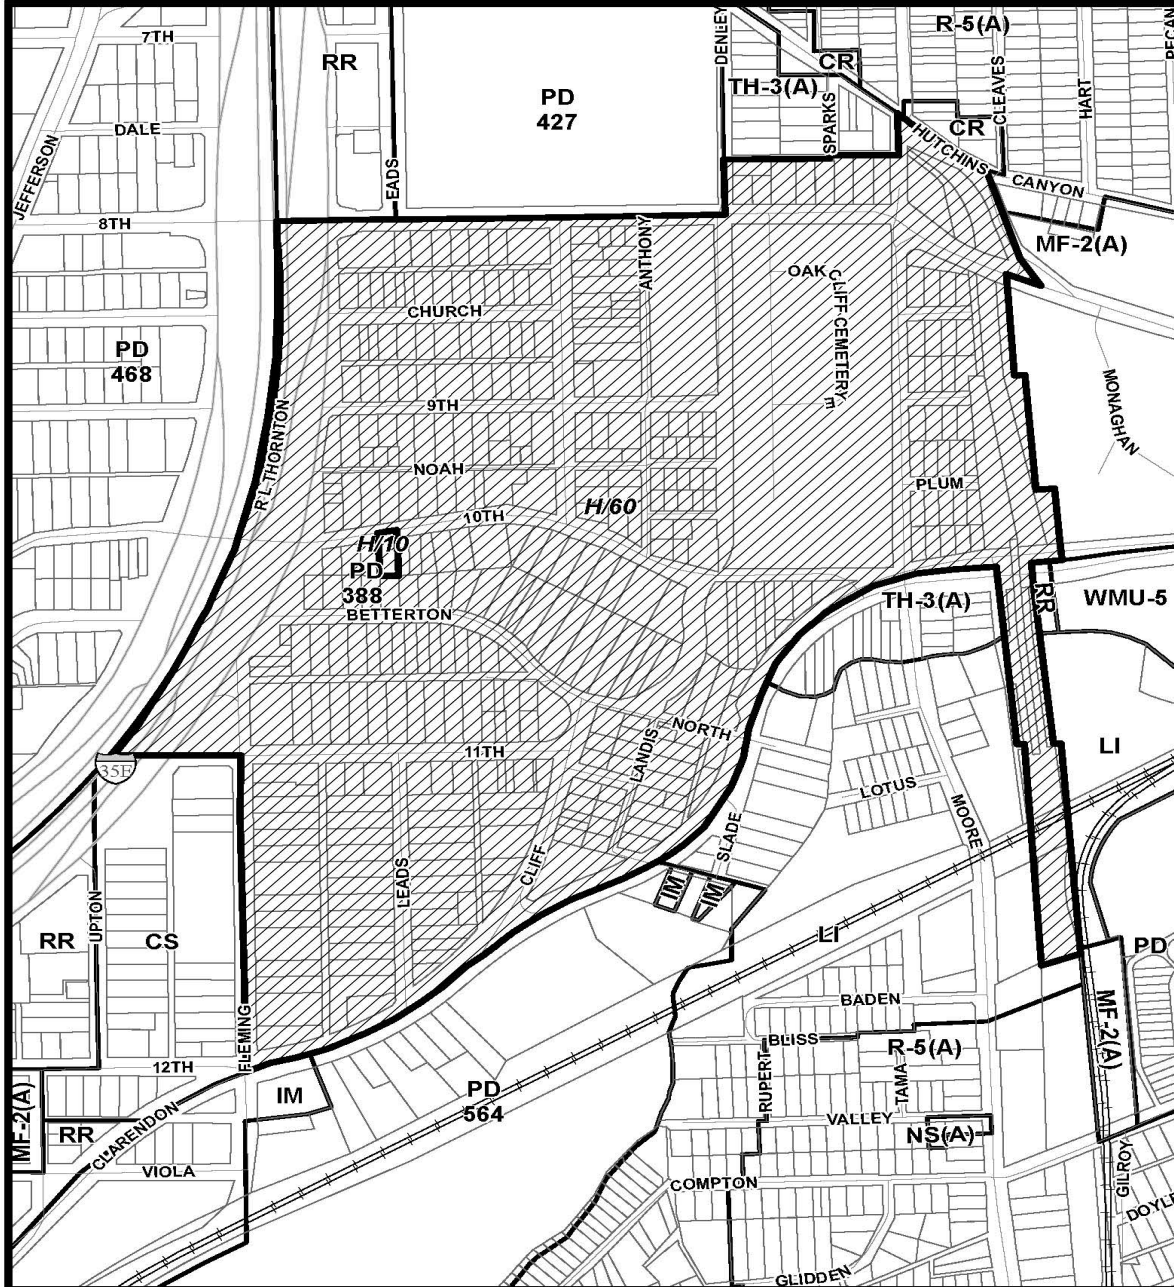 7TH
RR
PD
427
DENLEY
R-5(A)
CR
CLEAVES
HART
TH-3(A)
SPARKS
CR
JEFFERSON
DALE
EADS
HUTCHINS
CANYON
8TH
ANTHONY
MF-2(A)
OAK CLIFF CEMETERY
E
CHURCH
PD
468
MONAGHAN
R L THORNTON
9TH
NOAH
PLUM
H/60
10TH
H/10
PD
388
BETTERTON
TH-3(A)
RR
WMU-5
NORTH
LANDIS
11TH
LI
35E
LOTUS
MOORE
SLADE
CLIFF
LEADS
IM
IM
UPTON
RR
CS
LI
PD
BADEN
MF-2(A)
FLEMING
BLISS
R-5(A)
12TH
RUPERT
TAMA
PD
564
IM
MF-2(A)
RR
CLARENDON
VALLEY
NS(A)
VIOLA
COMPTON
GILROY
GLIDDEN